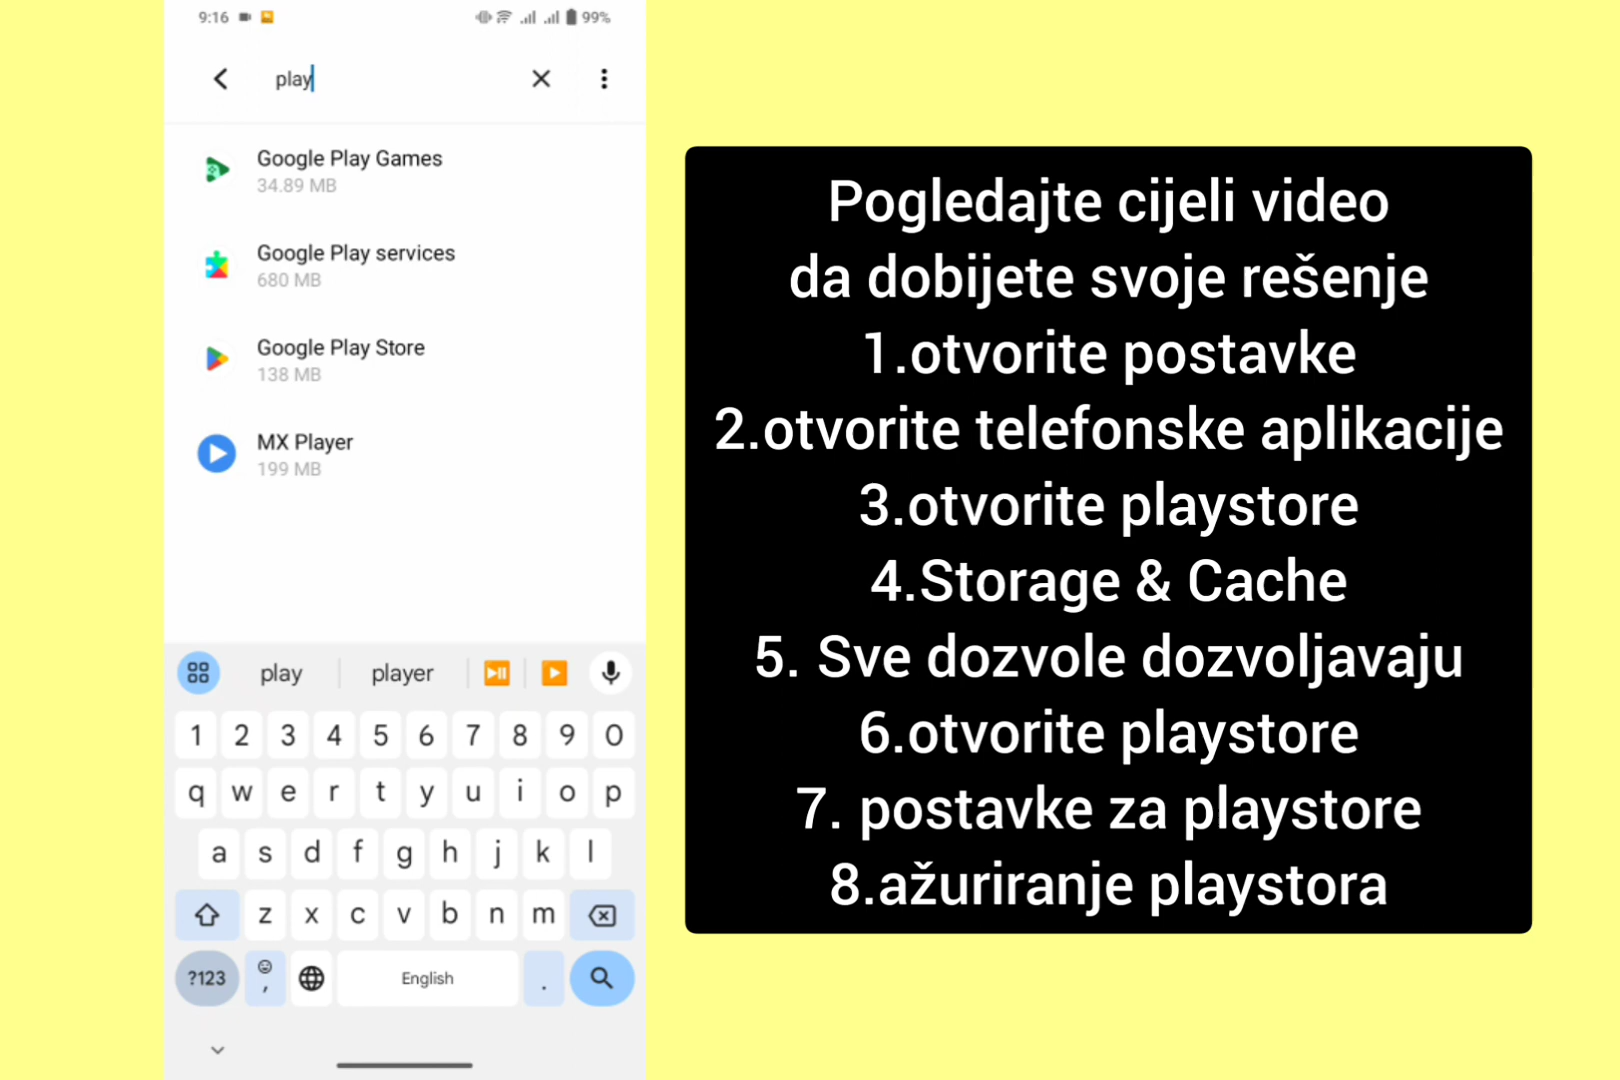 9:16
99%
play
Google Play Games
34.89 MB
Google Play services
680 MB
Google Play Store
138 MB
MX Player
199 MB
play player
1 2 3 4 5 6 7 8 9 0
q w e r t y u i o p
a s d f g h j k l
z x c v b n m
?123 , English .
Pogledajte cijeli video
da dobijete svoje rešenje
1.otvorite postavke
2.otvorite telefonske aplikacije
3.otvorite playstore
4.Storage & Cache
5. Sve dozvole dozvoljavaju
6.otvorite playstore
7. postavke za playstore
8.ažuriranje playstora